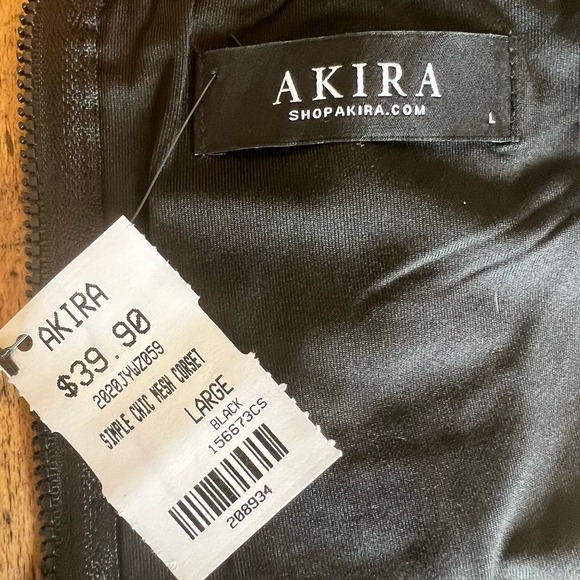 AKIRA
SHOPAKIRA.COM
L
AKIRA
$39.90
2020JYWZ059
SIMPLE CHIC MESH CORSET
LARGE
BLACK
156673CS
208934